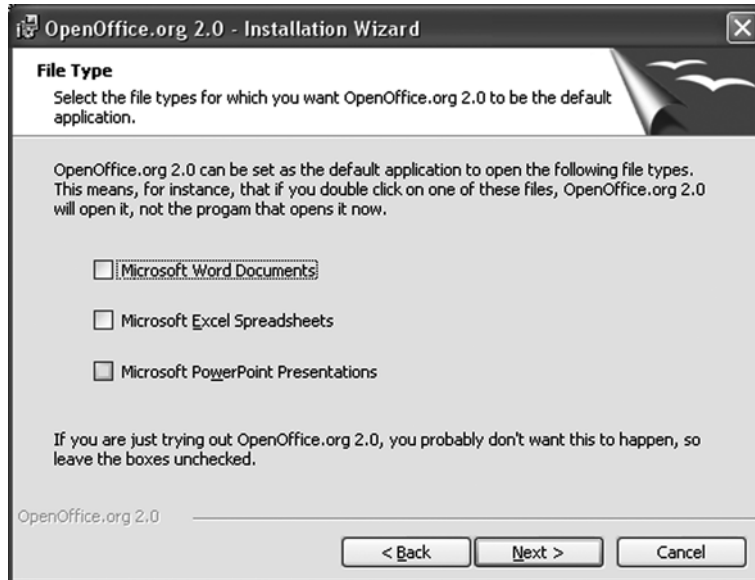 OpenOffice.org 2.0 - Installation Wizard
File Type
Select the file types for which you want OpenOffice.org 2.0 to be the default
application.
OpenOffice.org 2.0 can be set as the default application to open the following file types.
This means, for instance, that if you double click on one of these files, OpenOffice.org 2.0
will open it, not the progam that opens it now.
Microsoft Word Documents
Microsoft Excel Spreadsheets
Microsoft PowerPoint Presentations
If you are just trying out OpenOffice.org 2.0, you probably don't want this to happen, so
leave the boxes unchecked.
OpenOffice.org 2.0
< Back Next > Cancel